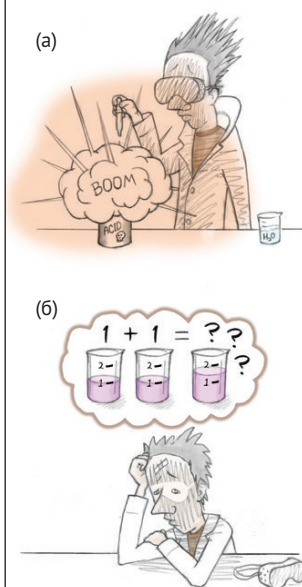 (а)
BOOM
ACID
H₂O
(б)
1 + 1 = ? ? ?
2 2 2
1 1 1